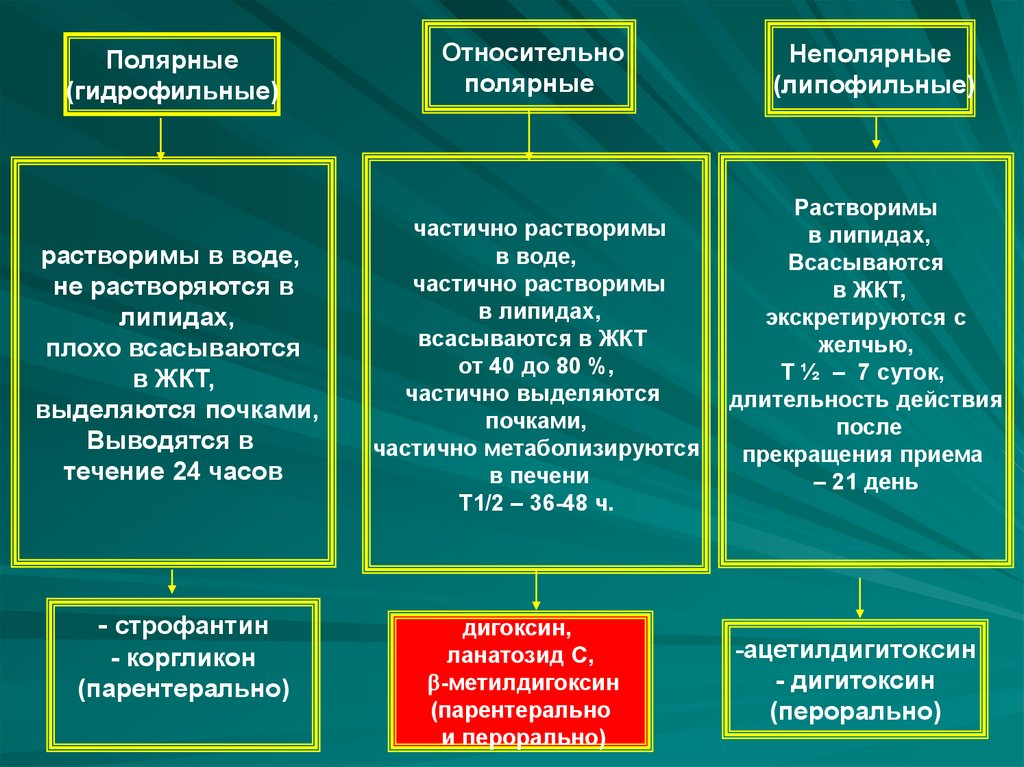 Полярные
(гидрофильные)
Относительно
полярные
Неполярные
(липофильные)
растворимы в воде,
не растворяются в
липидах,
плохо всасываются
в ЖКТ,
выделяются почками,
Выводятся в
течение 24 часов
частично растворимы
в воде,
частично растворимы
в липидах,
всасываются в ЖКТ
от 40 до 80 %,
частично выделяются
почками,
частично метаболизируются
в печени
Т1/2 – 36-48 ч.
Растворимы
в липидах,
Всасываются
в ЖКТ,
экскретируются с
желчью,
Т ½ – 7 суток,
длительность действия
после
прекращения приема
– 21 день
- строфантин
- коргликон
(парентерально)
дигоксин,
ланатозид С,
β-метилдигоксин
(парентерально
и перорально)
-ацетилдигитоксин
- дигитоксин
(перорально)